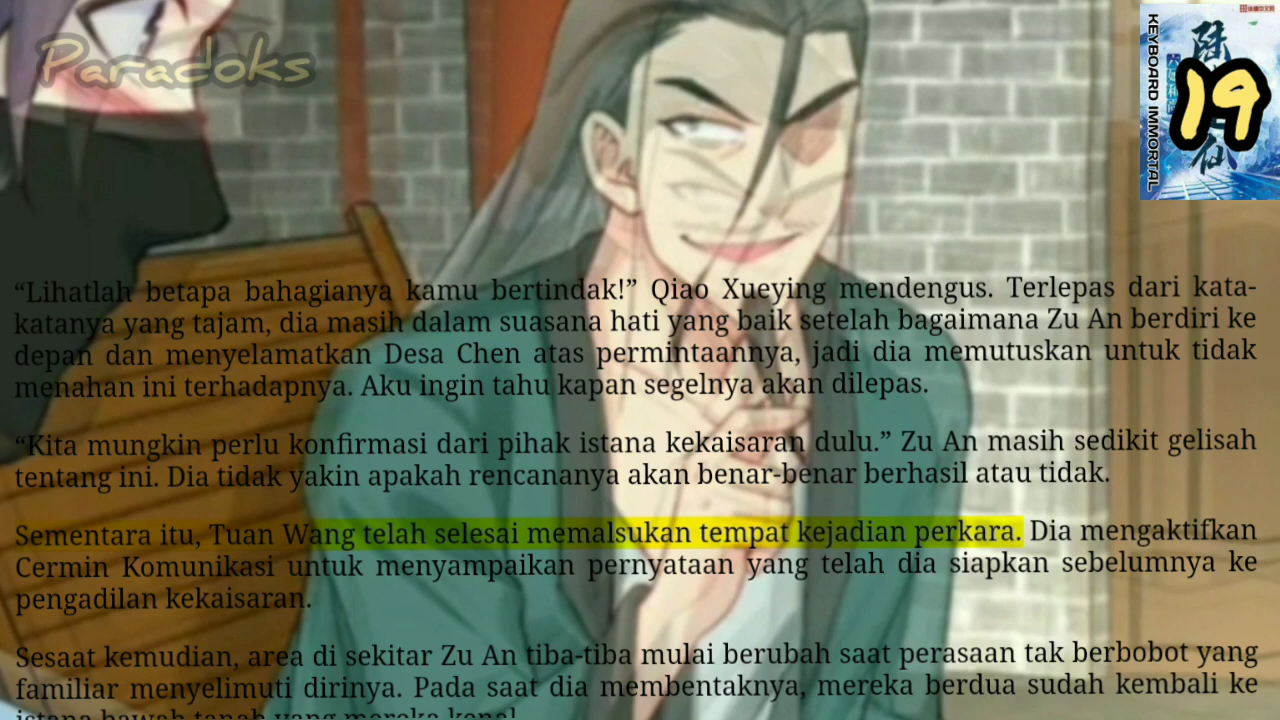 Paradoks
KEYBOARD IMMORTAL
19
“Lihatlah betapa bahagianya kamu bertindak!” Qiao Xueying mendengus. Terlepas dari kata-
katanya yang tajam, dia masih dalam suasana hati yang baik setelah bagaimana Zu An berdiri ke
depan dan menyelamatkan Desa Chen atas permintaannya, jadi dia memutuskan untuk tidak
menahan ini terhadapnya. Aku ingin tahu kapan segelnya akan dilepas.
“Kita mungkin perlu konfirmasi dari pihak istana kekaisaran dulu.” Zu An masih sedikit gelisah
tentang ini. Dia tidak yakin apakah rencananya akan benar-benar berhasil atau tidak.
Sementara itu, Tuan Wang telah selesai memalsukan tempat kejadian perkara. Dia mengaktifkan
Cermin Komunikasi untuk menyampaikan pernyataan yang telah dia siapkan sebelumnya ke
pengadilan kekaisaran.
Sesaat kemudian, area di sekitar Zu An tiba-tiba mulai berubah saat perasaan tak berbobot yang
familiar menyelimuti dirinya. Pada saat dia membentaknya, mereka berdua sudah kembali ke
istana bawah tanah yang mereka kenal